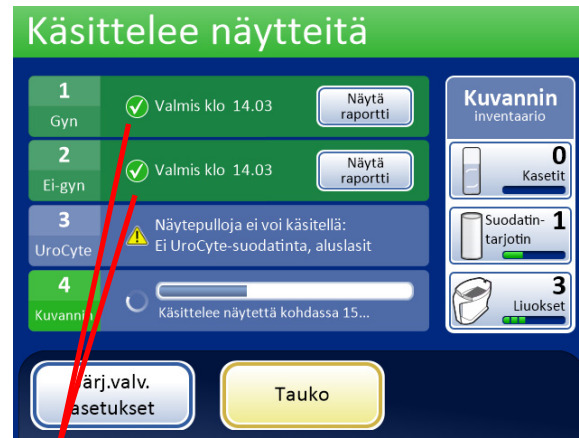 Käsittelee näytteitä
1
Gyn
Valmis klo 14.03
Näytä
raportti
2
Ei-gyn
Valmis klo 14.03
Näytä
raportti
3
UroCyte
Näytepulloja ei voi käsitellä:
Ei UroCyte-suodatinta, aluslasit
4
Kuvannin
Käsittelee näytettä kohdassa 15...
Kuvannin
inventaario
0
Kasetit
Suodatin-
tarjotin
1
3
Liuokset
ärj.valv.
asetukset
Tauko